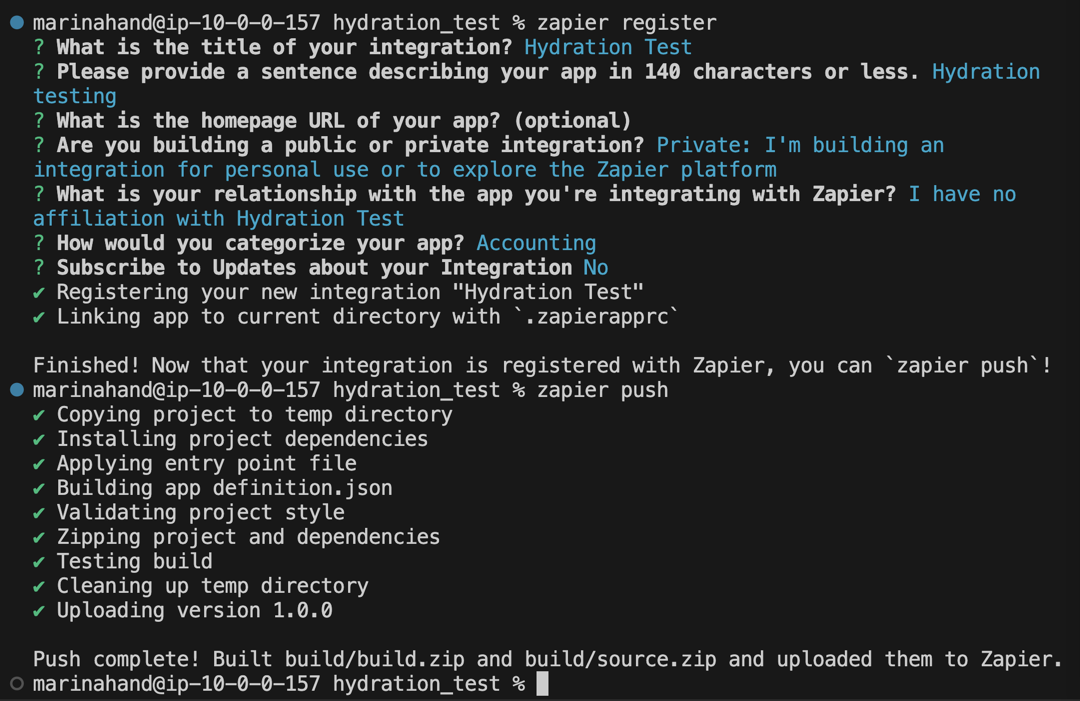 marinahand@ip-10-0-0-157 hydration_test % zapier register
? What is the title of your integration? Hydration Test
? Please provide a sentence describing your app in 140 characters or less. Hydration
testing
? What is the homepage URL of your app? (optional)
? Are you building a public or private integration? Private: I'm building an
integration for personal use or to explore the Zapier platform
? What is your relationship with the app you're integrating with Zapier? I have no
affiliation with Hydration Test
? How would you categorize your app? Accounting
? Subscribe to Updates about your Integration No
✔ Registering your new integration "Hydration Test"
✔ Linking app to current directory with `.zapierapprc`
Finished! Now that your integration is registered with Zapier, you can `zapier push`!
marinahand@ip-10-0-0-157 hydration_test % zapier push
✔ Copying project to temp directory
✔ Installing project dependencies
✔ Applying entry point file
✔ Building app definition.json
✔ Validating project style
✔ Zipping project and dependencies
✔ Testing build
✔ Cleaning up temp directory
✔ Uploading version 1.0.0
Push complete! Built build/build.zip and build/source.zip and uploaded them to Zapier.
marinahand@ip-10-0-0-157 hydration_test %